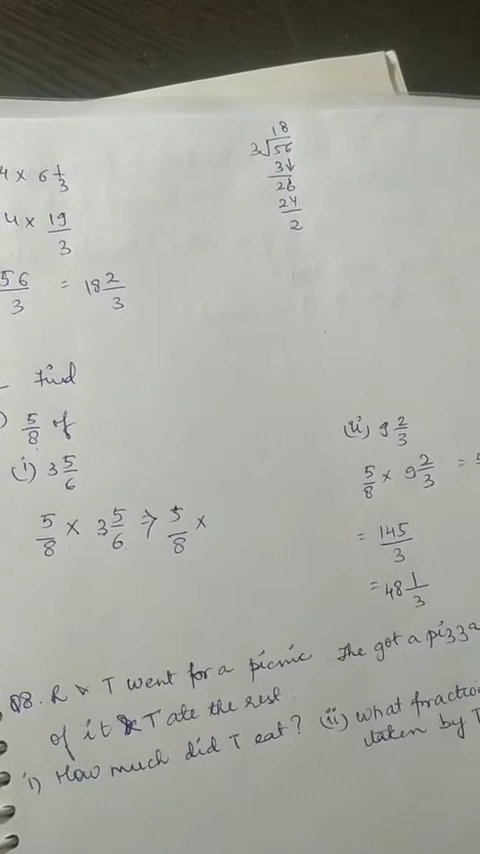 4 × 6 1/3
4 × 19/3
56/3 = 18 2/3
18
3√56
3↓
26
24
2
Find
5/8 of
(i) 3 5/6
5/8 × 3 5/6 => 5/8 ×
(ii) 9 2/3
5/8 × 9 2/3 =
= 145/3
= 48 1/3
Q8. R & T went for a picnic. The got a pizza
of it & T ate the rest.
i) How much did T eat? (ii) what fractio
taken by T